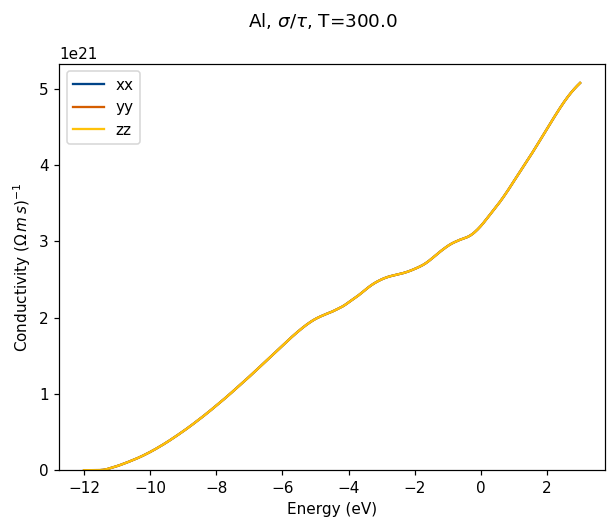 Al, σ/τ, T=300.0
1e21
xx
yy
zz
5
4
3
2
1
0
Conductivity (Ω m s)⁻¹
−12 −10 −8 −6 −4 −2 0 2
Energy (eV)